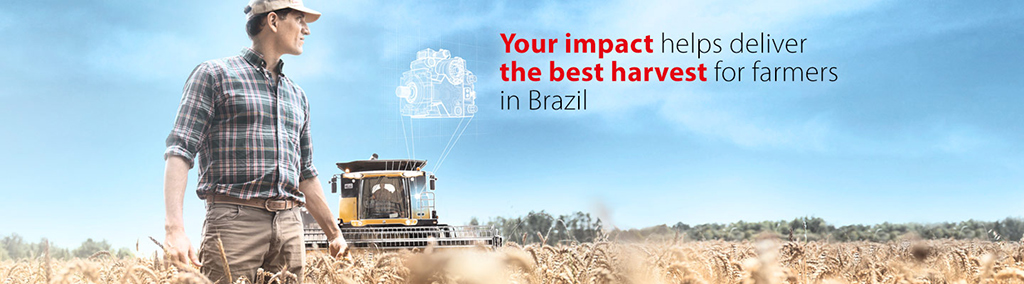 Your impact helps deliver
the best harvest for farmers
in Brazil